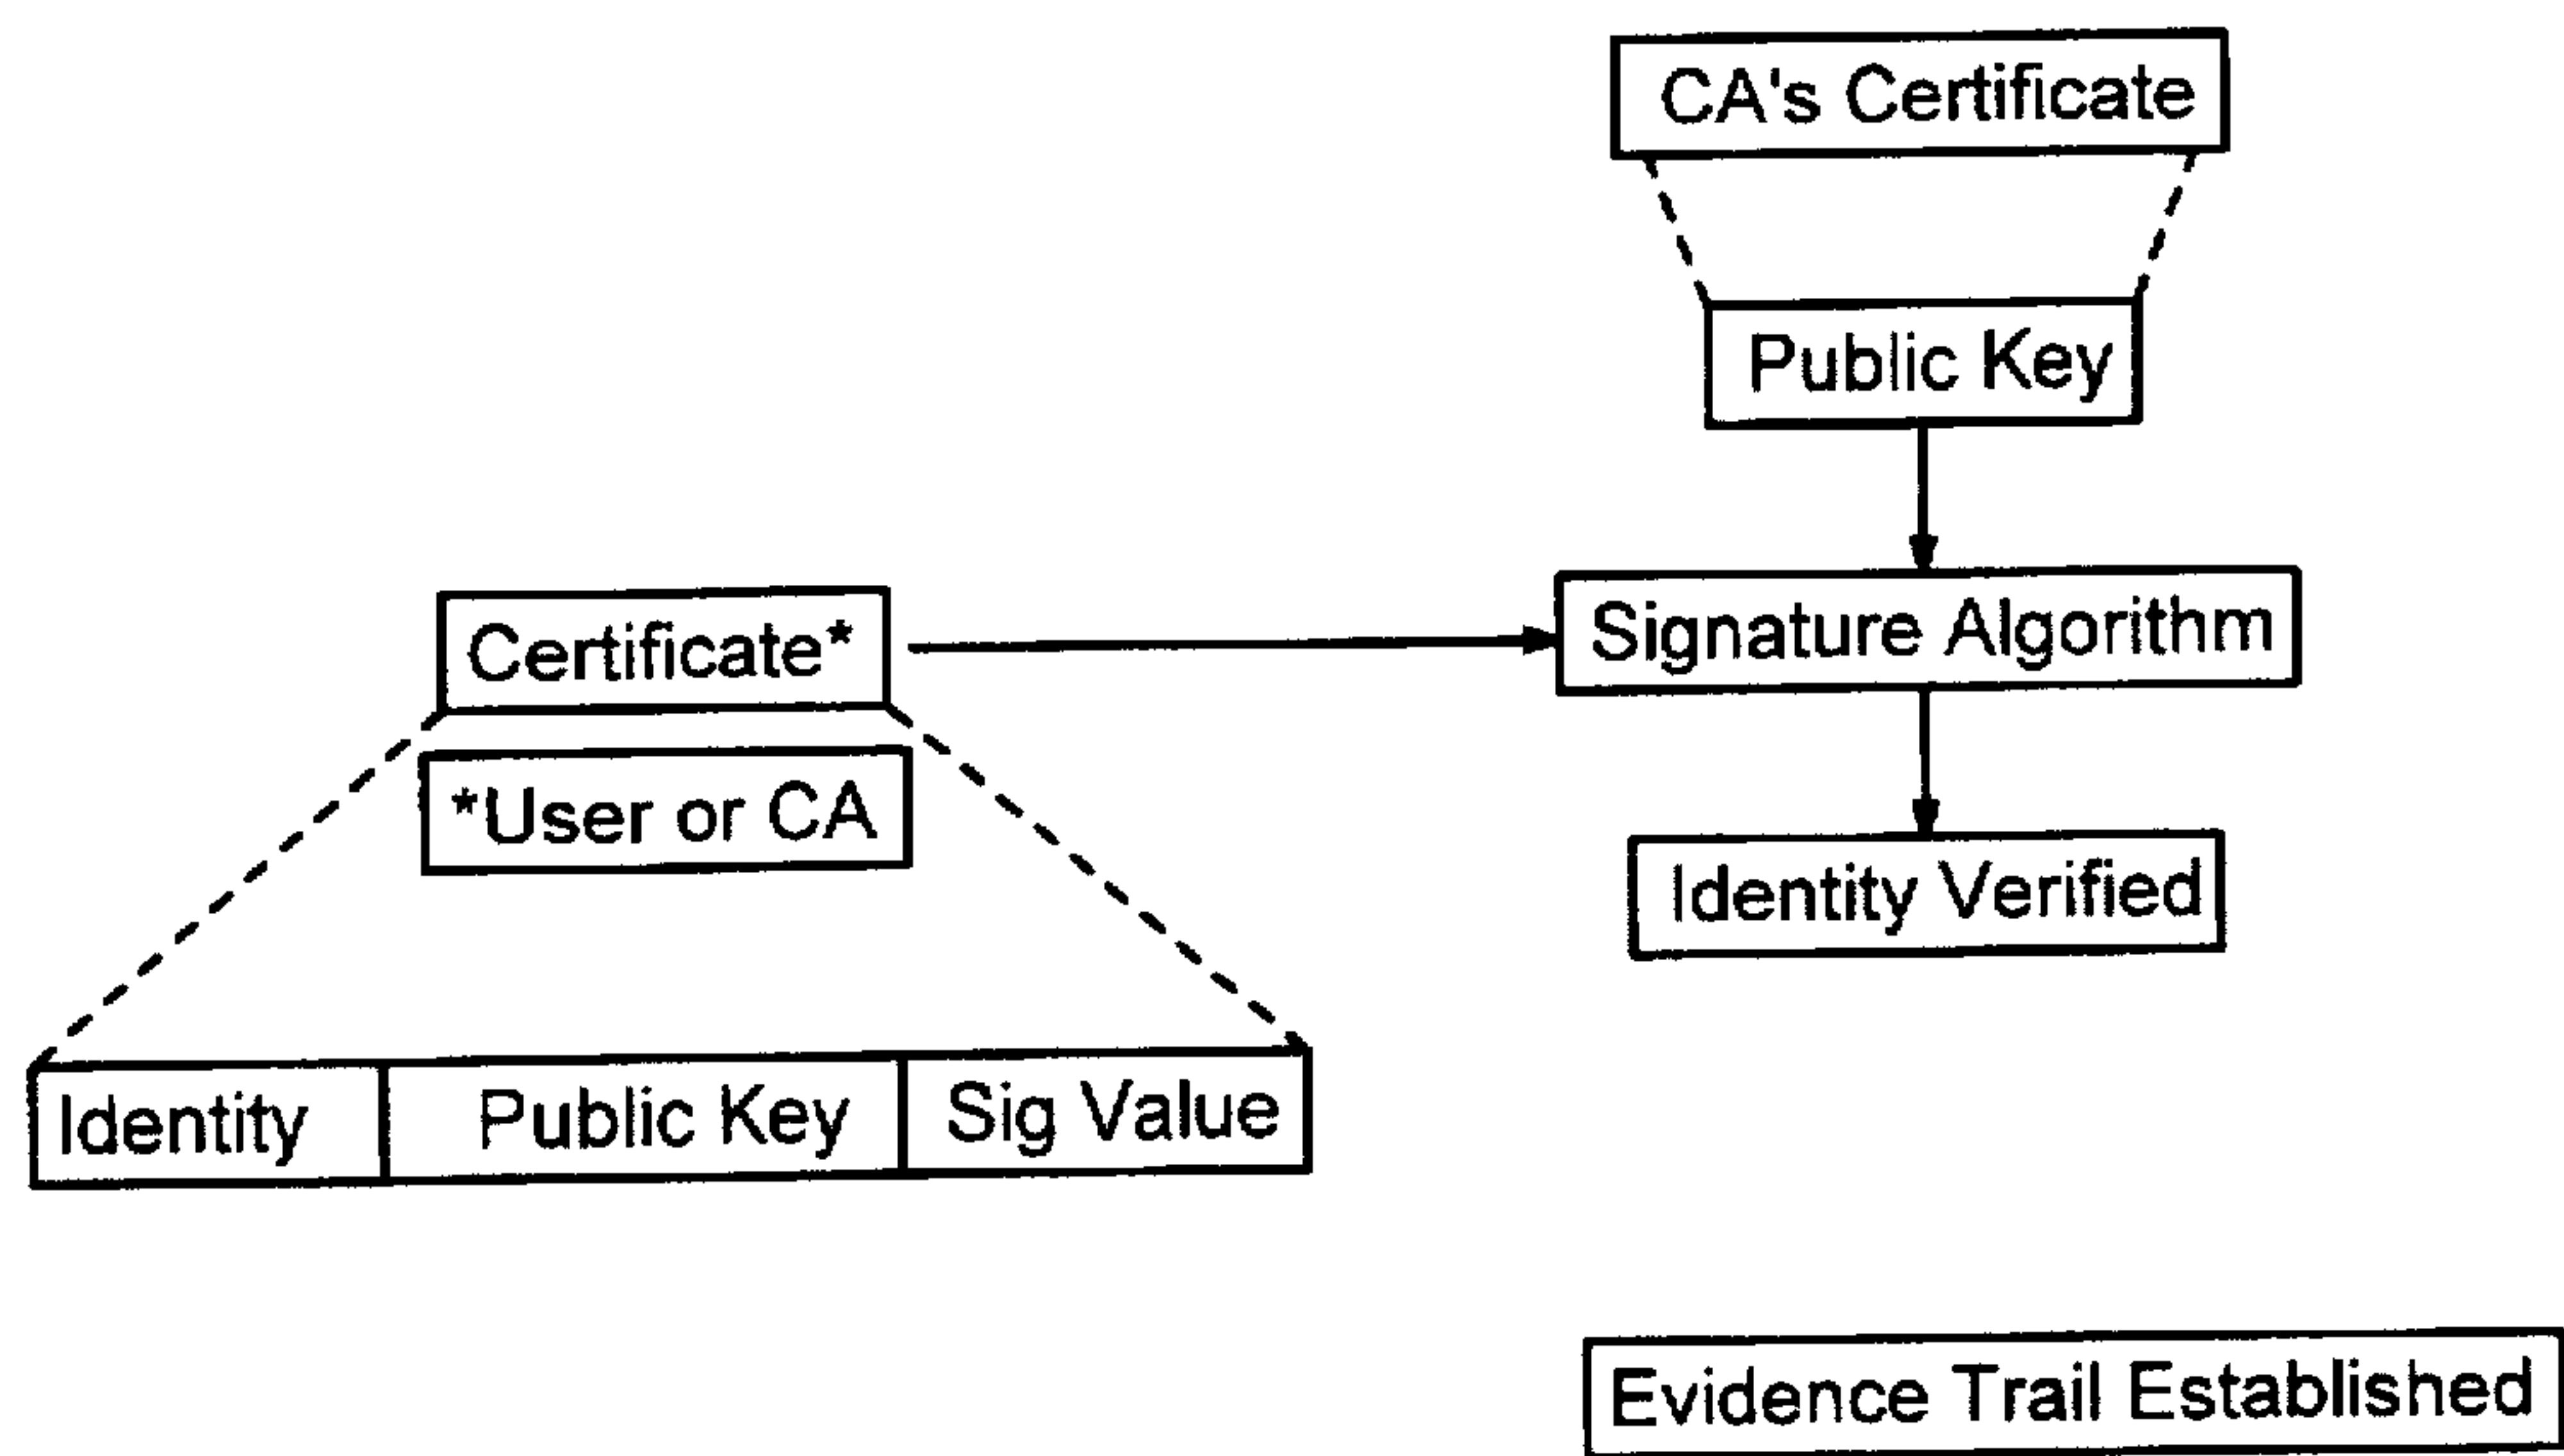 CA's Certificate
Public Key
Certificate*
Signature Algorithm
*User or CA
Identity Verified
Identity
Public Key
Sig Value
Evidence Trail Established